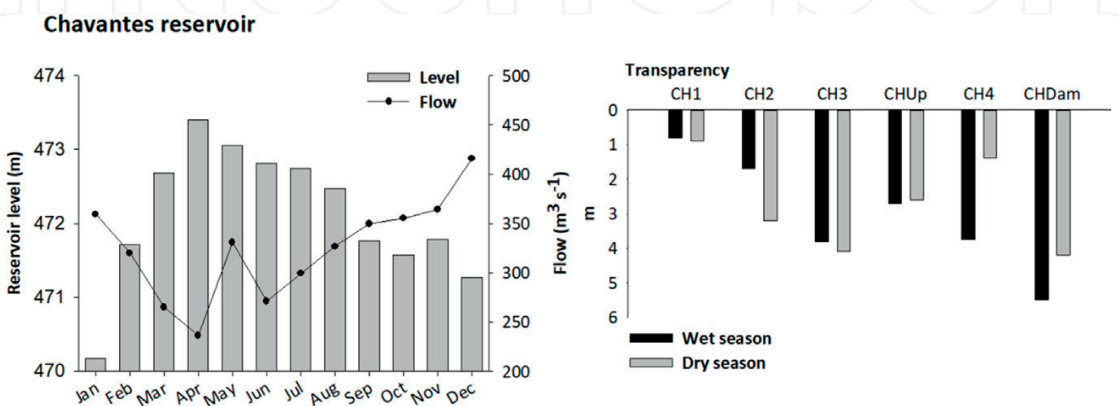 Chavantes reservoir
Reservoir level (m)
474
473
472
471
470
Level
Flow
500
450
400
350
300
250
200
Flow (m³ s⁻¹)
Jan Feb Mar Apr May Jun Jul Aug Sep Oct Nov Dec
Transparency
CH1 CH2 CH3 CHUp CH4 CHDam
m
0
1
2
3
4
5
6
Wet season
Dry season